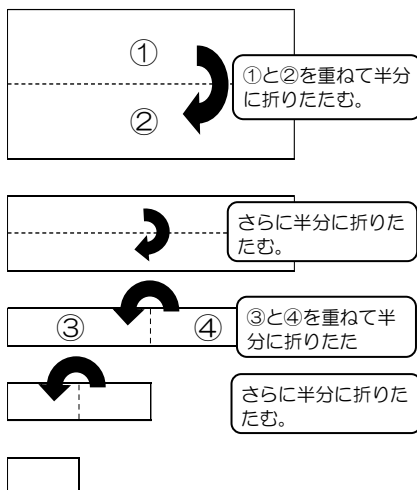 ①
②
①と②を重ねて半分
に折りたたむ。
さらに半分に折りた
たむ。
③
④
③と④を重ねて半
分に折りたた
さらに半分に折りた
たむ。